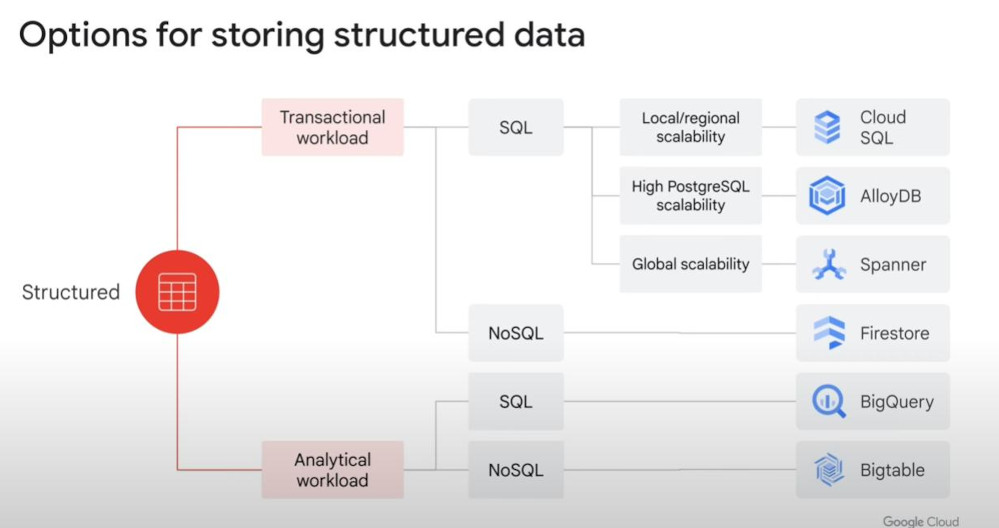 Options for storing structured data
Structured
Transactional
workload
SQL
Local/regional
scalability
Cloud
SQL
High PostgreSQL
scalability
AlloyDB
Global scalability
Spanner
NoSQL
Firestore
Analytical
workload
SQL
BigQuery
NoSQL
Bigtable
Google Cloud